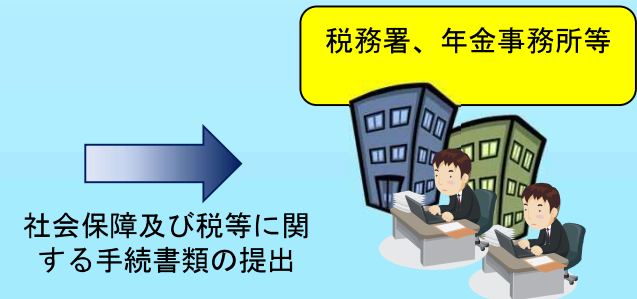 税務署、年金事務所等
社会保障及び税等に関
する手続書類の提出